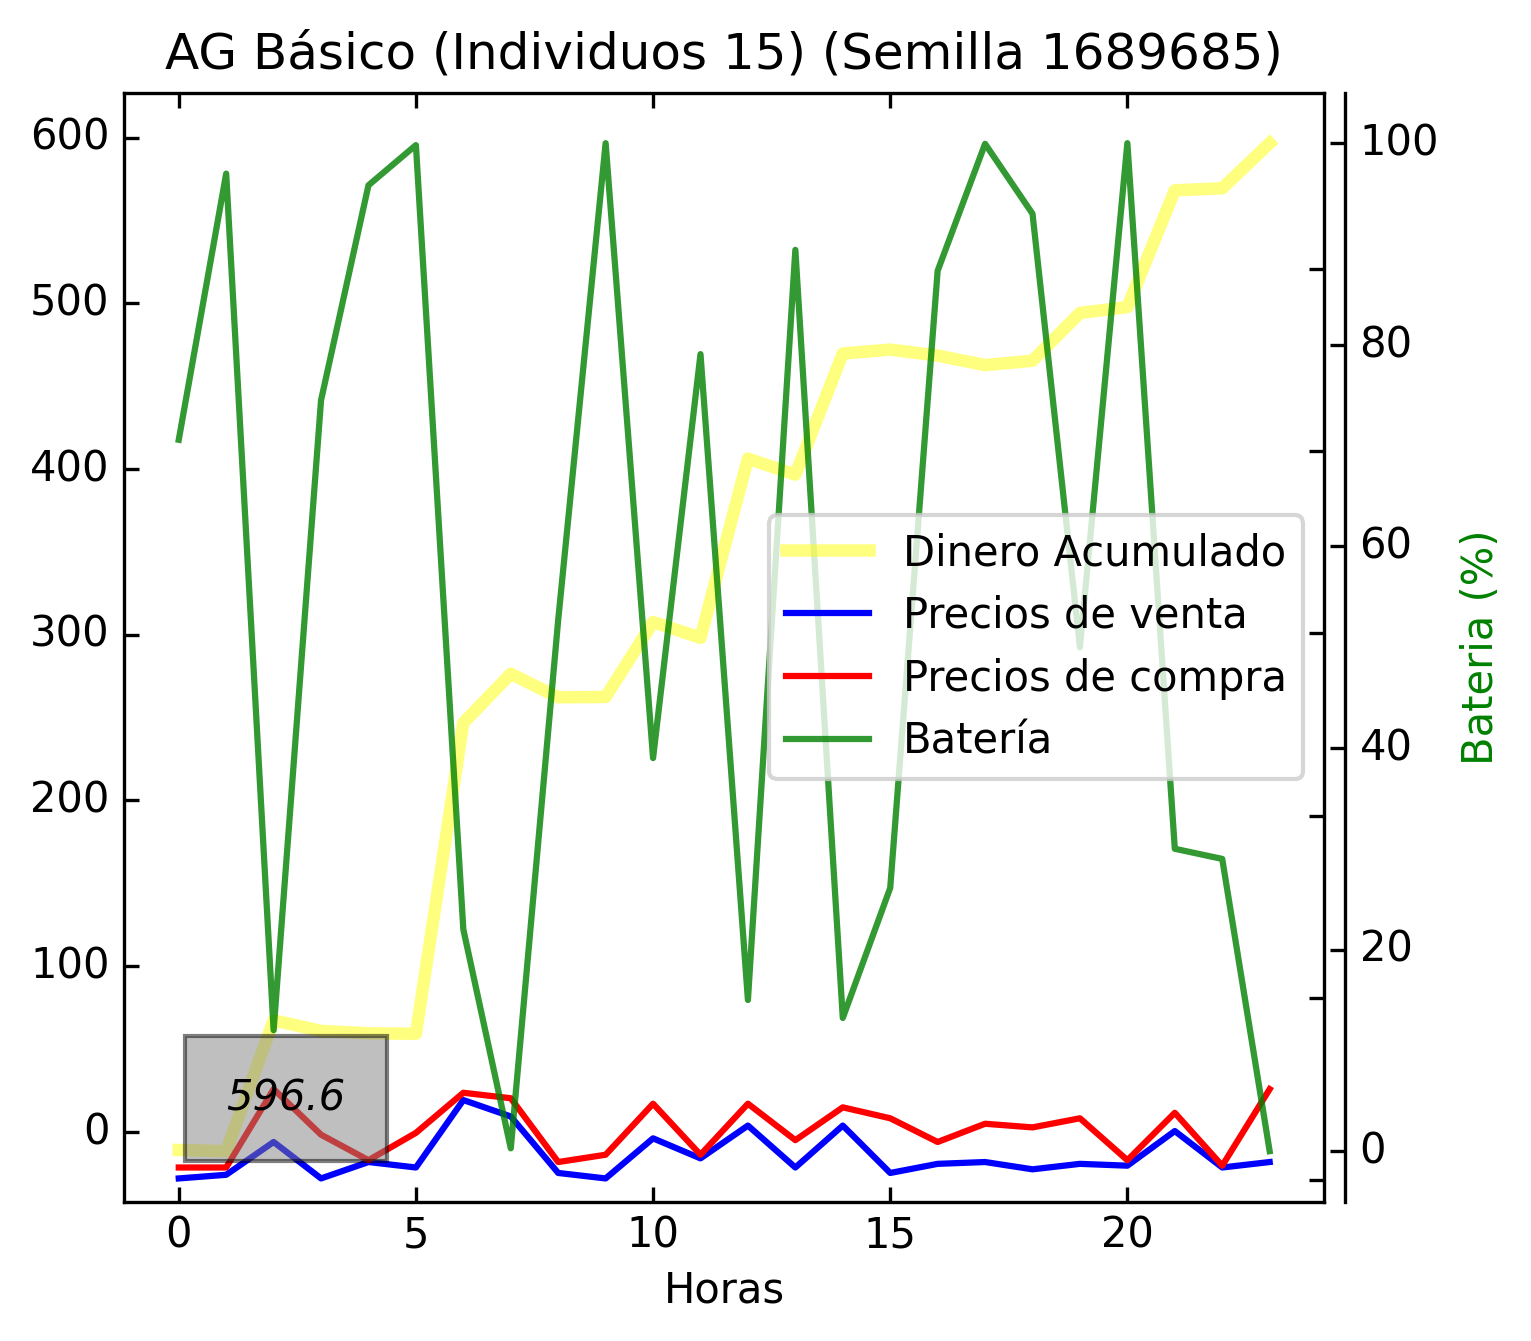 AG Básico (Individuos 15) (Semilla 1689685)
600
500
400
300
200
100
0
100
80
60
40
20
0
Bateria (%)
Dinero Acumulado
Precios de venta
Precios de compra
Batería
596.6
0 5 10 15 20
Horas